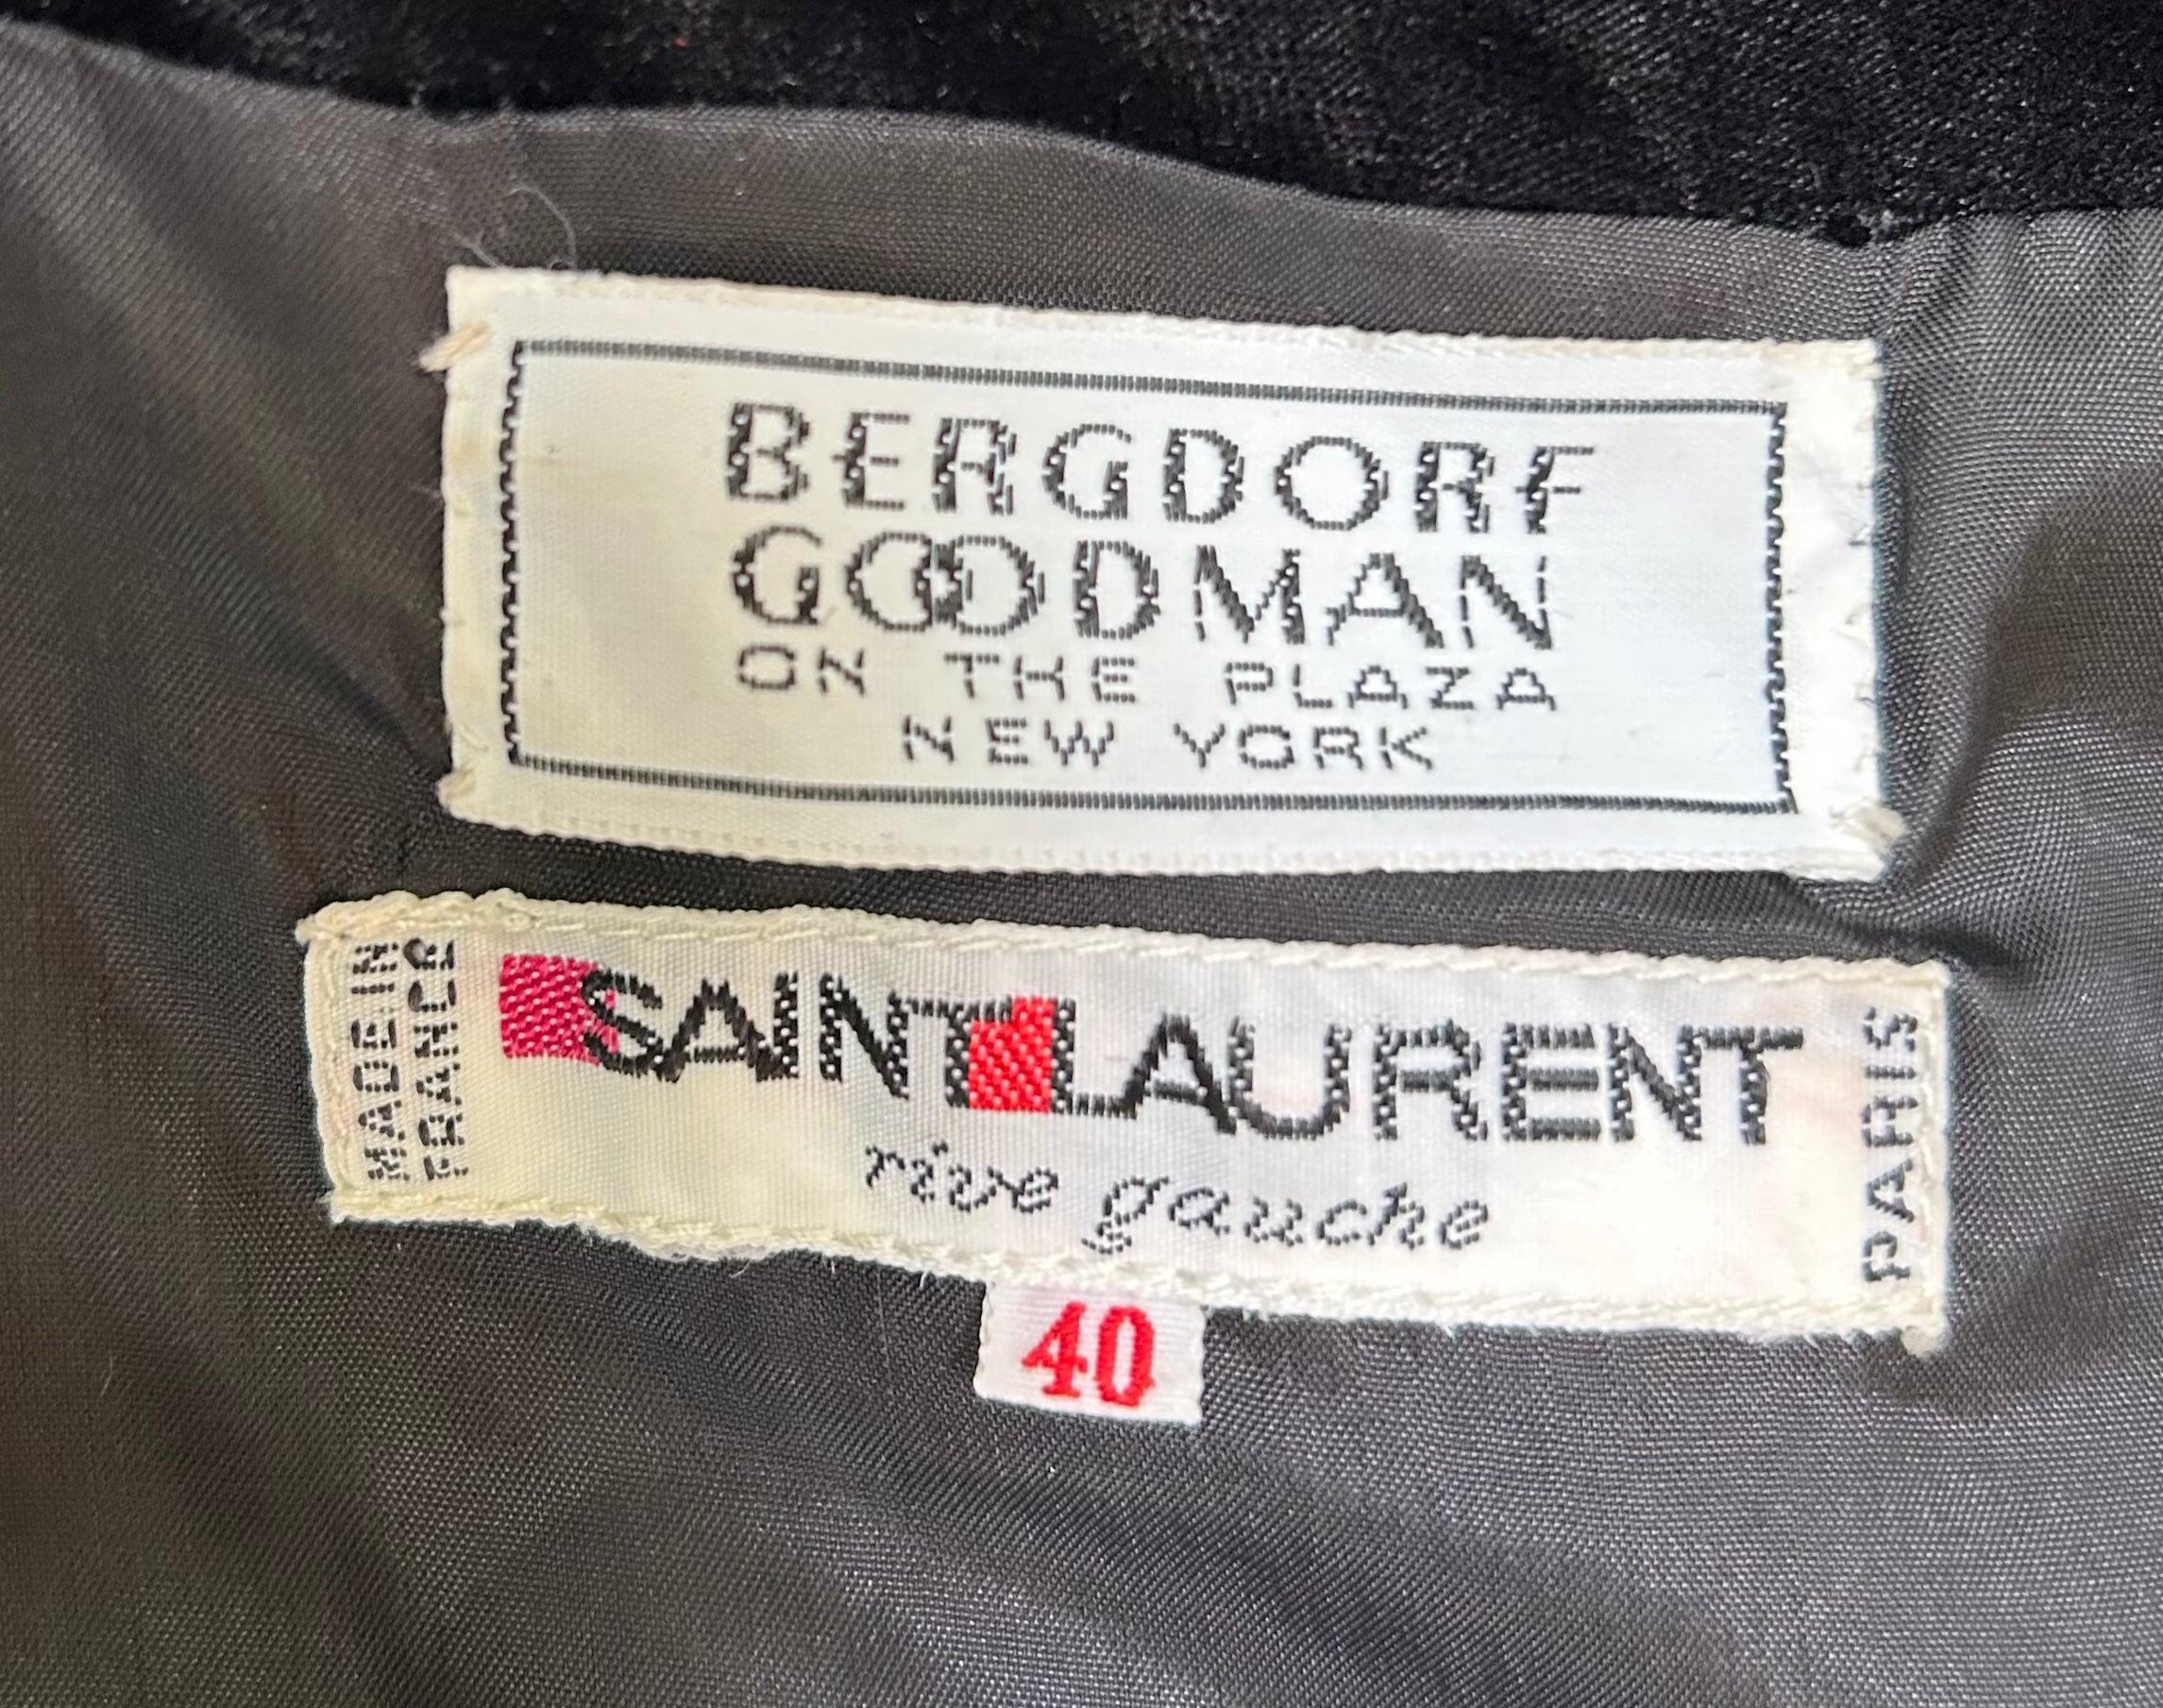 BERGDORF
GOODMAN
ON THE PLAZA
NEW YORK
MADE IN
FRANCE
SAINT LAURENT
rive gauche
PARIS
40